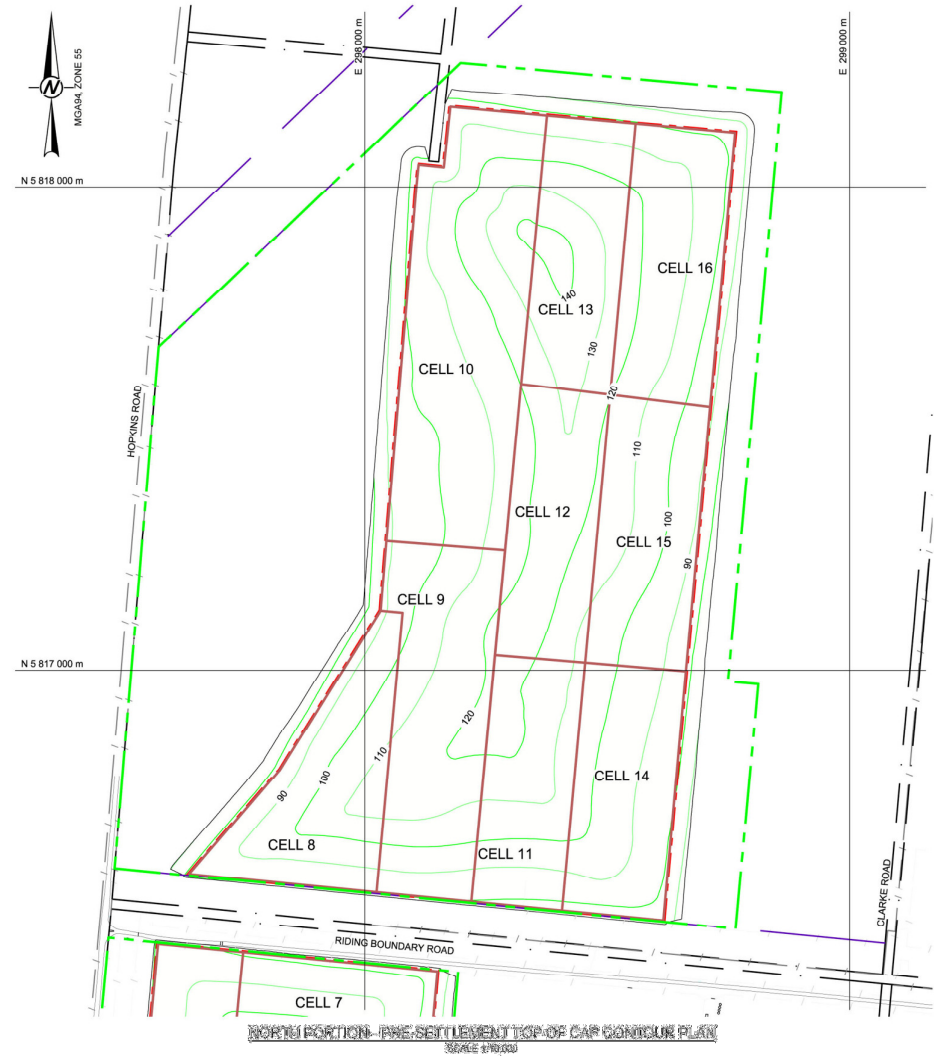 E 298 000 m
E 299 000 m
N
MGA94, ZONE 55
N 5 818 000 m
CELL 16
140
CELL 13
130
CELL 10
120
HOPKINS ROAD
110
CELL 12
100
CELL 15
90
CELL 9
N 5 817 000 m
120
110
100
90
CELL 14
CELL 8
CELL 11
CLARKE ROAD
RIDING BOUNDARY ROAD
CELL 7
NORTH PORTION - PRE-SETTLEMENT TOP OF CAP CONTOUR PLAN